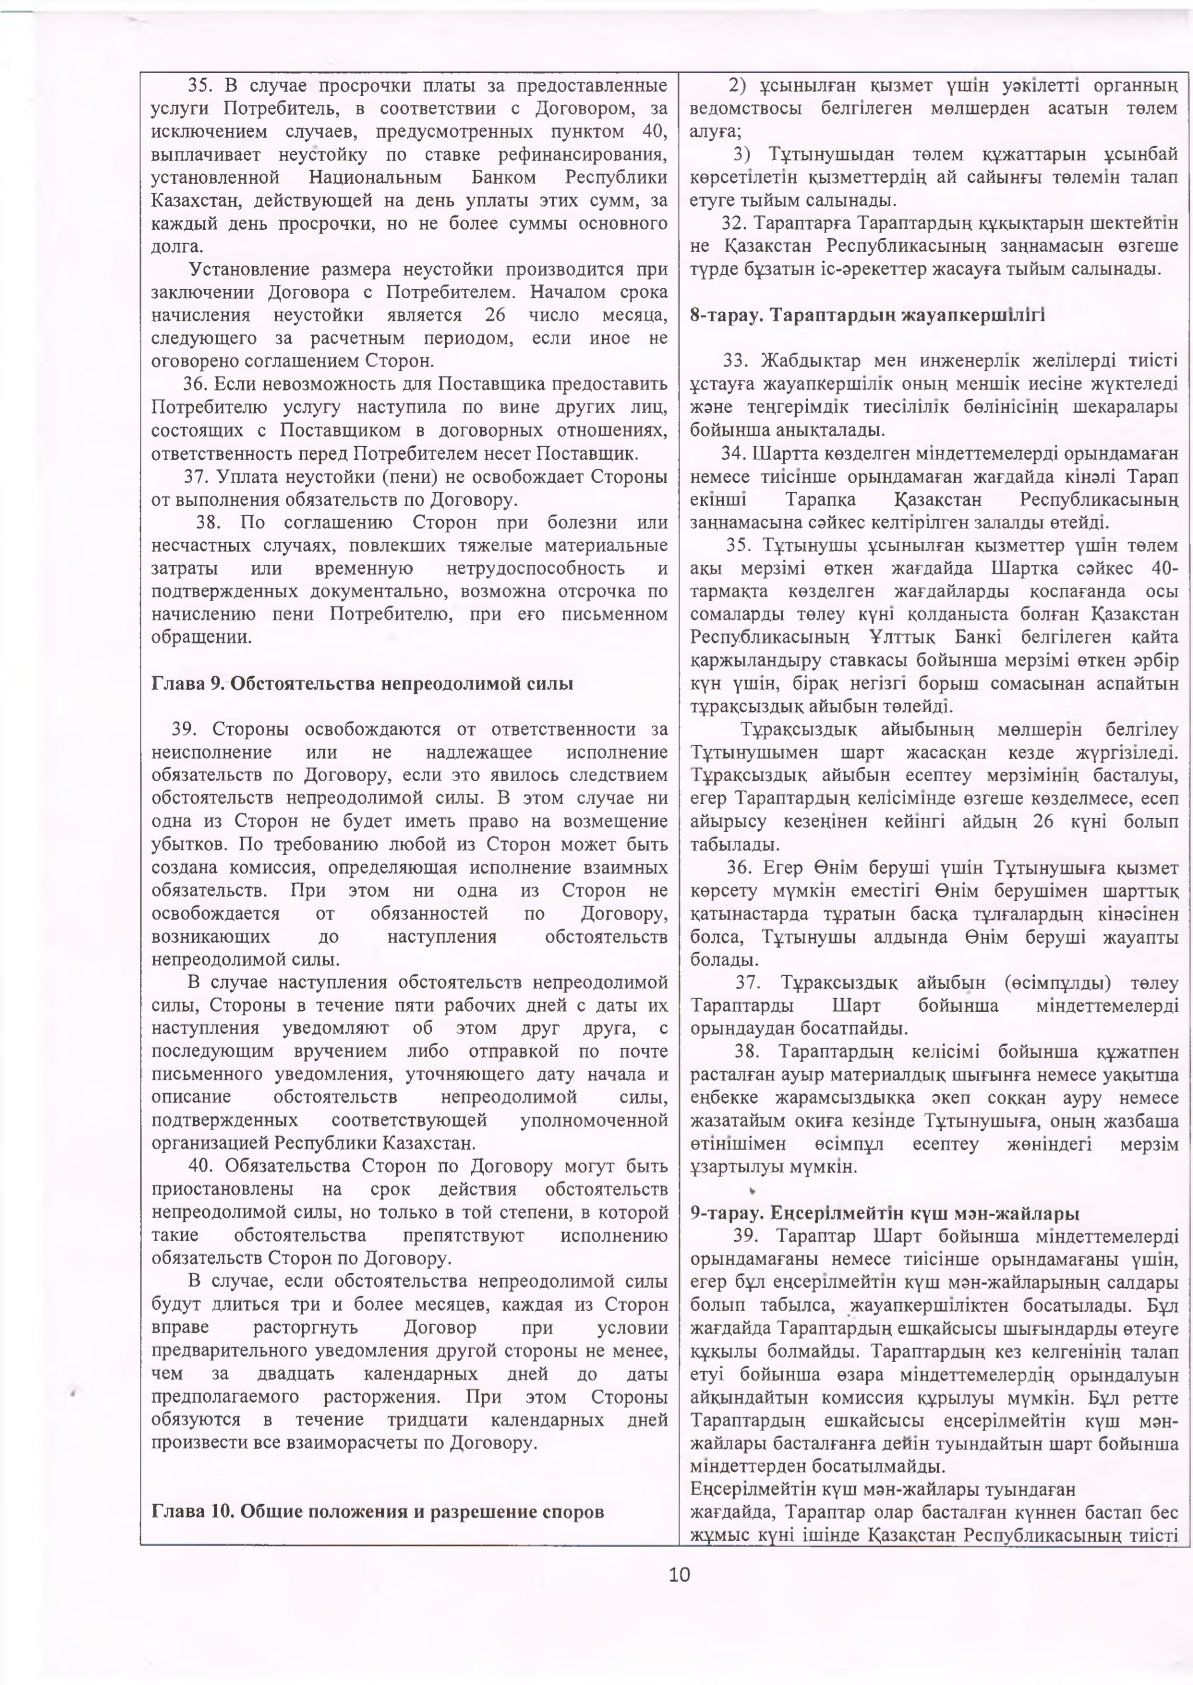 35. В случае просрочки платы за предоставленные
услуги Потребитель, в соответствии с Договором, за
исключением случаев, предусмотренных пунктом 40,
выплачивает неустойку по ставке рефинансирования,
установленной Национальным Банком Республики
Казахстан, действующей на день уплаты этих сумм, за
каждый день просрочки, но не более суммы основного
долга.
Установление размера неустойки производится при
заключении Договора с Потребителем. Началом срока
начисления неустойки является 26 число месяца,
следующего за расчетным периодом, если иное не
оговорено соглашением Сторон.
36. Если невозможность для Поставщика предоставить
Потребителю услугу наступила по вине других лиц,
состоящих с Поставщиком в договорных отношениях,
ответственность перед Потребителем несет Поставщик.
37. Уплата неустойки (пени) не освобождает Стороны
от выполнения обязательств по Договору.
38. По соглашению Сторон при болезни или
несчастных случаях, повлекших тяжелые материальные
затраты или временную нетрудоспособность и
подтвержденных документально, возможна отсрочка по
начислению пени Потребителю, при его письменном
обращении.
Глава 9. Обстоятельства непреодолимой силы
39. Стороны освобождаются от ответственности за
неисполнение или не надлежащее исполнение
обязательств по Договору, если это явилось следствием
обстоятельств непреодолимой силы. В этом случае ни
одна из Сторон не будет иметь право на возмещение
убытков. По требованию любой из Сторон может быть
создана комиссия, определяющая исполнение взаимных
обязательств. При этом ни одна из Сторон не
освобождается от обязанностей по Договору,
возникающих до наступления обстоятельств
непреодолимой силы.
В случае наступления обстоятельств непреодолимой
силы, Стороны в течение пяти рабочих дней с даты их
наступления уведомляют об этом друг друга, с
последующим вручением либо отправкой по почте
письменного уведомления, уточняющего дату начала и
описание обстоятельств непреодолимой силы,
подтвержденных соответствующей уполномоченной
организацией Республики Казахстан.
40. Обязательства Сторон по Договору могут быть
приостановлены на срок действия обстоятельств
непреодолимой силы, но только в той степени, в которой
такие обстоятельства препятствуют исполнению
обязательств Сторон по Договору.
В случае, если обстоятельства непреодолимой силы
будут длиться три и более месяцев, каждая из Сторон
вправе расторгнуть Договор при условии
предварительного уведомления другой стороны не менее,
чем за двадцать календарных дней до даты
предполагаемого расторжения. При этом Стороны
обязуются в течение тридцати календарных дней
произвести все взаиморасчеты по Договору.
Глава 10. Общие положения и разрешение споров
2) ұсынылған қызмет үшін уәкілетті органның
ведомствосы белгілеген мөлшерден асатын төлем
алуға;
3) Тұтынушыдан төлем құжаттарын ұсынбай
көрсетілетін қызметтердің ай сайынғы төлемін талап
етуге тыйым салынады.
32. Тараптарға Тараптардың құқықтарын шектейтін
не Қазақстан Республикасының заңнамасын өзгеше
түрде бұзатын іс-әрекеттер жасауға тыйым салынады.
8-тарау. Тараптардың жауапкершілігі
33. Жабдықтар мен инженерлік желілерді тиісті
ұстауға жауапкершілік оның меншік иесіне жүктеледі
және теңгерімдік тиесілілік бөлінісінің шекаралары
бойынша анықталады.
34. Шартта көзделген міндеттемелерді орындамаған
немесе тиісінше орындамаған жағдайда кінәлі Тарап
екінші Тарапқа Қазақстан Республикасының
заңнамасына сәйкес келтірілген залалды өтейді.
35. Тұтынушы ұсынылған қызметтер үшін төлем
ақы мерзімі өткен жағдайда Шартқа сәйкес 40-
тармақта көзделген жағдайларды қоспағанда осы
сомаларды төлеу күні қолданыста болған Қазақстан
Республикасының Ұлттық Банкі белгілеген қайта
қаржыландыру ставкасы бойынша мерзімі өткен әрбір
күн үшін, бірақ негізгі борыш сомасынан аспайтын
тұрақсыздық айыбын төлейді.
Тұрақсыздық айыбының мөлшерін белгілеу
Тұтынушымен шарт жасасқан кезде жүргізіледі.
Тұрақсыздық айыбын есептеу мерзімінің басталуы,
егер Тараптардың келісімінде өзгеше көзделмесе, есеп
айырысу кезеңінен кейінгі айдың 26 күні болып
табылады.
36. Егер Өнім беруші үшін Тұтынушыға қызмет
көрсету мүмкін еместігі Өнім берушімен шарттық
қатынастарда тұратын басқа тұлғалардың кінәсінен
болса, Тұтынушы алдында Өнім беруші жауапты
болады.
37. Тұрақсыздық айыбын (өсімпұлды) төлеу
Тараптарды Шарт бойынша міндеттемелерді
орындаудан босатпайды.
38. Тараптардың келісімі бойынша құжатпен
расталған ауыр материалдық шығынға немесе уақытша
еңбекке жарамсыздыққа әкеп соққан ауру немесе
жазатайым оқиға кезінде Тұтынушыға, оның жазбаша
өтінішімен өсімпұл есептеу жөніндегі мерзім
ұзартылуы мүмкін.
9-тарау. Еңсерілмейтін күш мән-жайлары
39. Тараптар Шарт бойынша міндеттемелерді
орындамағаны немесе тиісінше орындамағаны үшін,
егер бұл еңсерілмейтін күш мән-жайларының салдары
болып табылса, жауапкершіліктен босатылады. Бұл
жағдайда Тараптардың ешқайсысы шығындарды өтеуге
құқылы болмайды. Тараптардың кез келгенінің талап
етуі бойынша өзара міндеттемелердің орындалуын
айқындайтын комиссия құрылуы мүмкін. Бұл ретте
Тараптардың ешқайсысы еңсерілмейтін күш мән-
жайлары басталғанға дейін туындайтын шарт бойынша
міндеттерден босатылмайды.
Еңсерілмейтін күш мән-жайлары туындаған
жағдайда, Тараптар олар басталған күннен бастап бес
жұмыс күні ішінде Қазақстан Республикасының тиісті
10